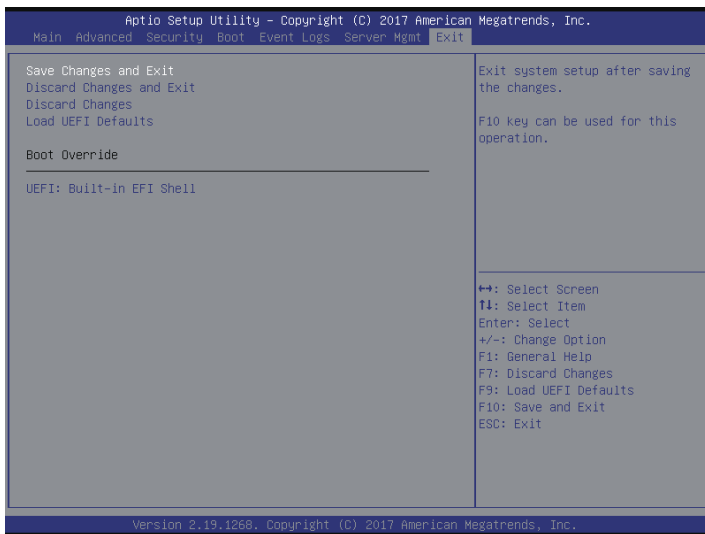 Aptio Setup Utility – Copyright (C) 2017 American Megatrends, Inc.
Main Advanced Security Boot Event Logs Server Mgmt Exit
Save Changes and Exit
Discard Changes and Exit
Discard Changes
Load UEFI Defaults
Boot Override
UEFI: Built-in EFI Shell
Exit system setup after saving
the changes.
F10 key can be used for this
operation.
↔: Select Screen
↑↓: Select Item
Enter: Select
+/-: Change Option
F1: General Help
F7: Discard Changes
F9: Load UEFI Defaults
F10: Save and Exit
ESC: Exit
Version 2.19.1268. Copyright (C) 2017 American Megatrends, Inc.